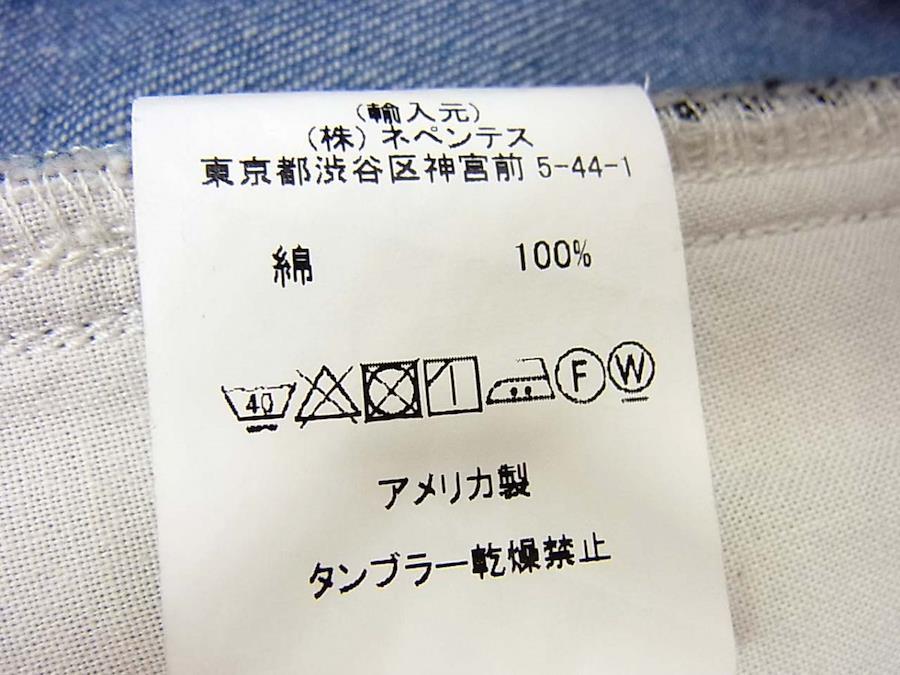 (輸入元)
(株)ネペンテス
東京都渋谷区神宮前 5-44-1
綿 100%
40 F W
アメリカ製
タンブラー乾燥禁止